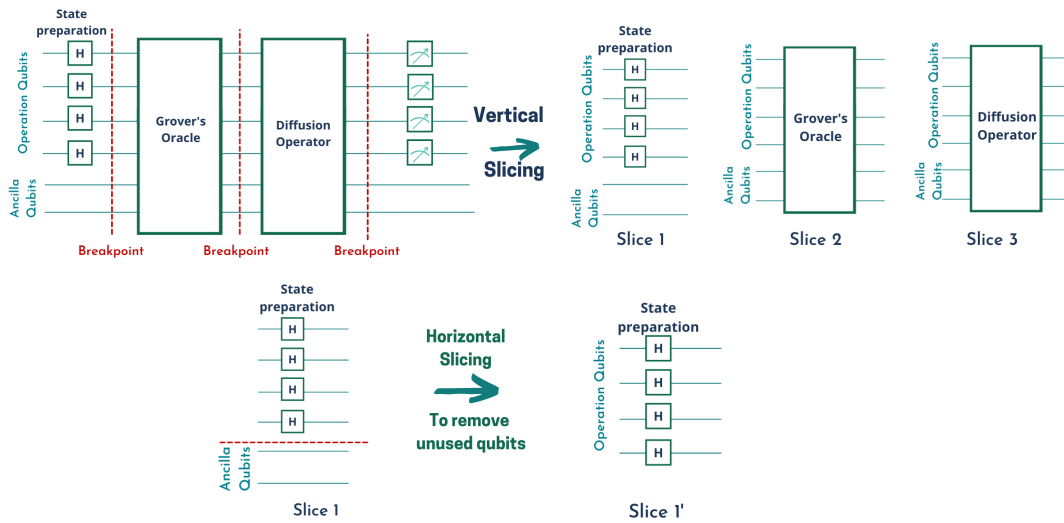 State
preparation
Operation Qubits
H
H
H
H
Ancilla
Qubits
Grover's
Oracle
Diffusion
Operator
Breakpoint
Breakpoint
Breakpoint
Vertical
Slicing
State
preparation
Operation Qubits
H
H
H
H
Ancilla
Qubits
Slice 1
Operation Qubits
Ancilla
Qubits
Grover's
Oracle
Slice 2
Operation Qubits
Ancilla
Qubits
Diffusion
Operator
Slice 3
State
preparation
H
H
H
H
Ancilla
Qubits
Slice 1
Horizontal
Slicing
To remove
unused qubits
State
preparation
Operation Qubits
H
H
H
H
Slice 1'